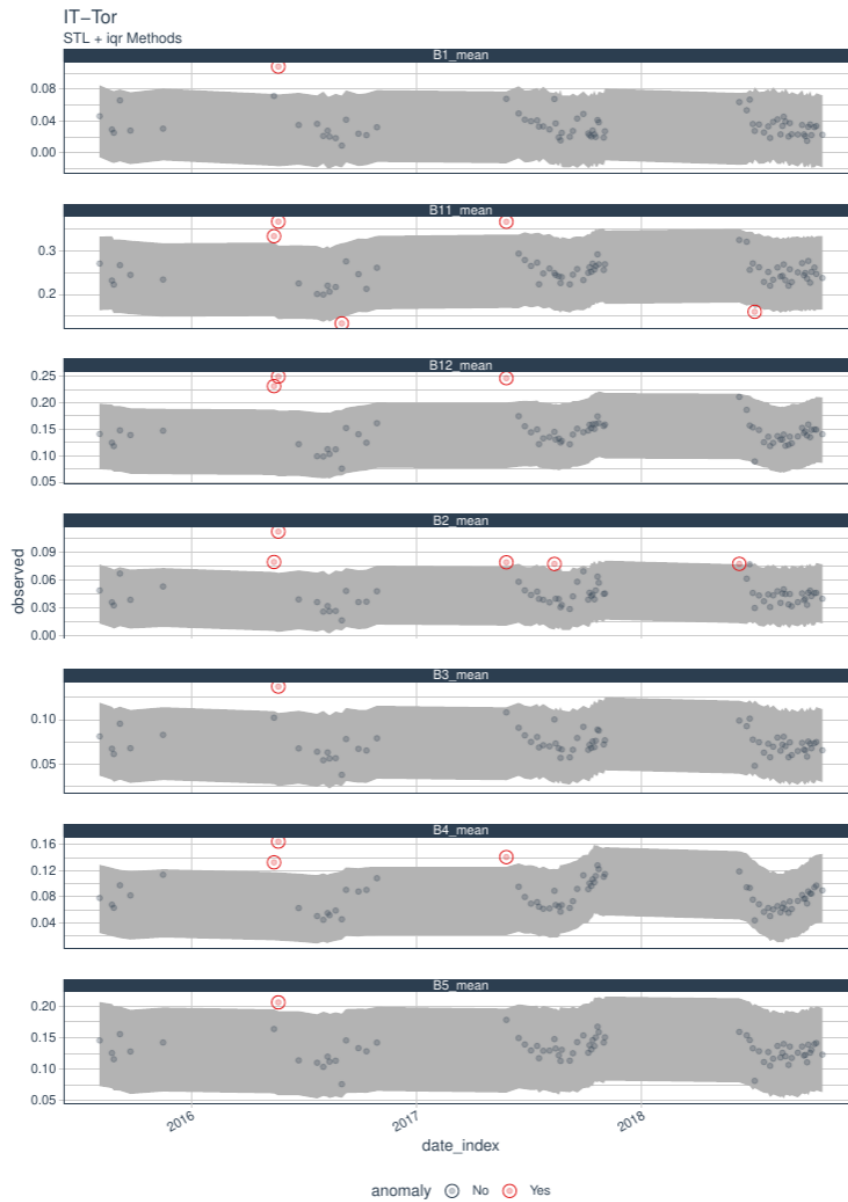 IT−Tor
STL + iqr Methods
B1_mean
0.08
0.04
0.00
B11_mean
0.3
0.2
B12_mean
0.25
0.20
0.15
0.10
0.05
B2_mean
0.09
0.06
0.03
0.00
observed
B3_mean
0.10
0.05
B4_mean
0.16
0.12
0.08
0.04
B5_mean
0.20
0.15
0.10
0.05
2016 2017 2018
date_index
anomaly No Yes